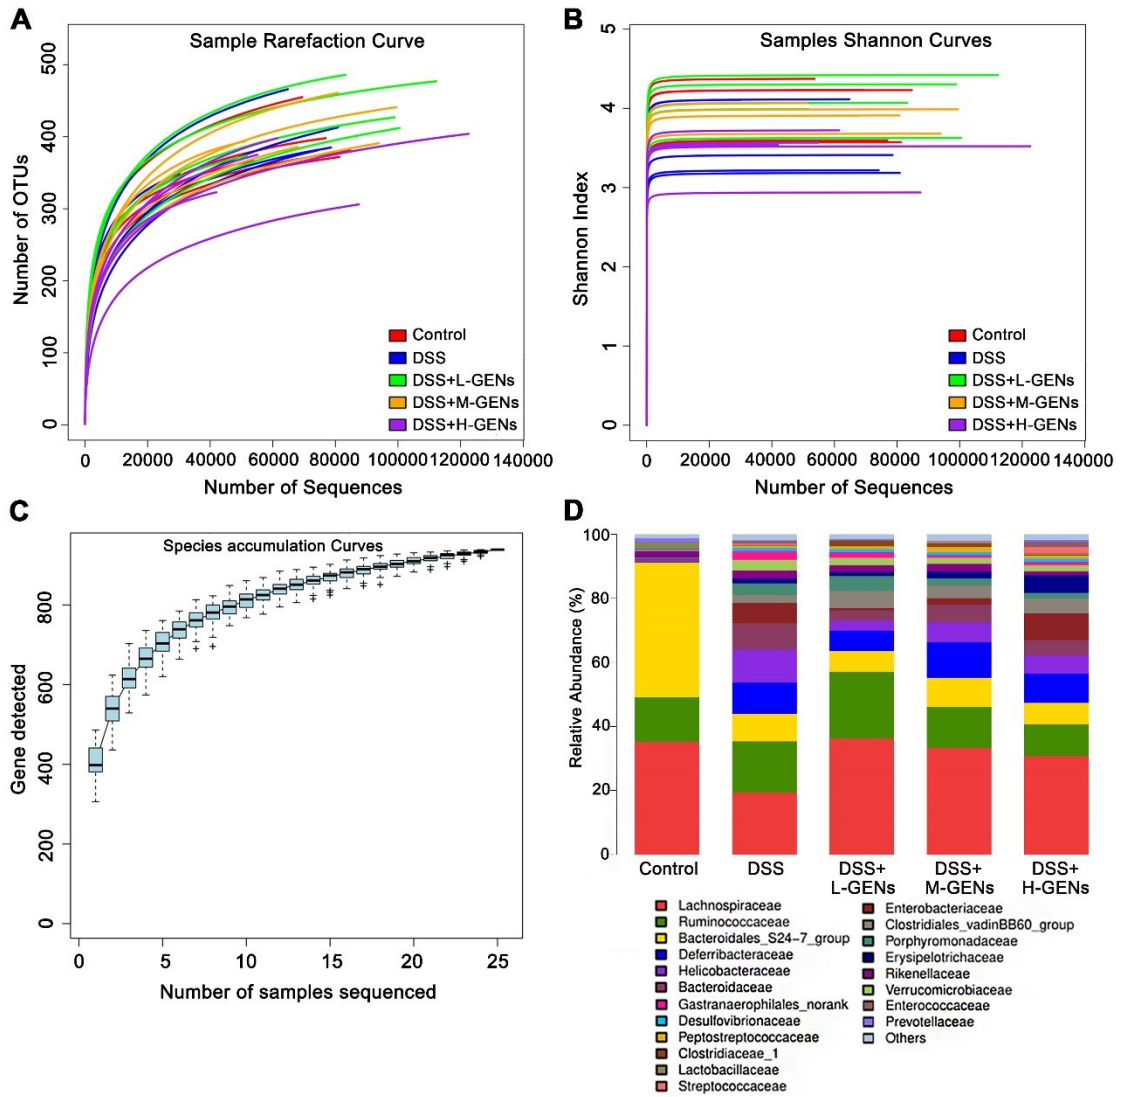 A
Sample Rarefaction Curve
Number of OTUs
500
400
300
200
100
0
Control
DSS
DSS+L-GENs
DSS+M-GENs
DSS+H-GENs
0 20000 40000 60000 80000 100000 120000 140000
Number of Sequences
B
Samples Shannon Curves
Shannon Index
5
4
3
2
1
0
Control
DSS
DSS+L-GENs
DSS+M-GENs
DSS+H-GENs
0 20000 40000 60000 80000 100000 120000 140000
Number of Sequences
C
Species accumulation Curves
Gene detected
800
600
400
200
0
0 5 10 15 20 25
Number of samples sequenced
D
Relative Abundance (%)
100
80
60
40
20
0
Control DSS DSS+ DSS+ DSS+
L-GENs M-GENs H-GENs
Lachnospiraceae
Ruminococcaceae
Bacteroidales_S24-7_group
Deferribacteraceae
Helicobacteraceae
Bacteroidaceae
Gastranaerophilales_norank
Desulfovibrionaceae
Peptostreptococcaceae
Clostridiaceae_1
Lactobacillaceae
Streptococcaceae
Enterobacteriaceae
Clostridiales_vadinBB60_group
Porphyromonadaceae
Erysipelotrichaceae
Rikenellaceae
Verrucomicrobiaceae
Enterococcaceae
Prevotellaceae
Others